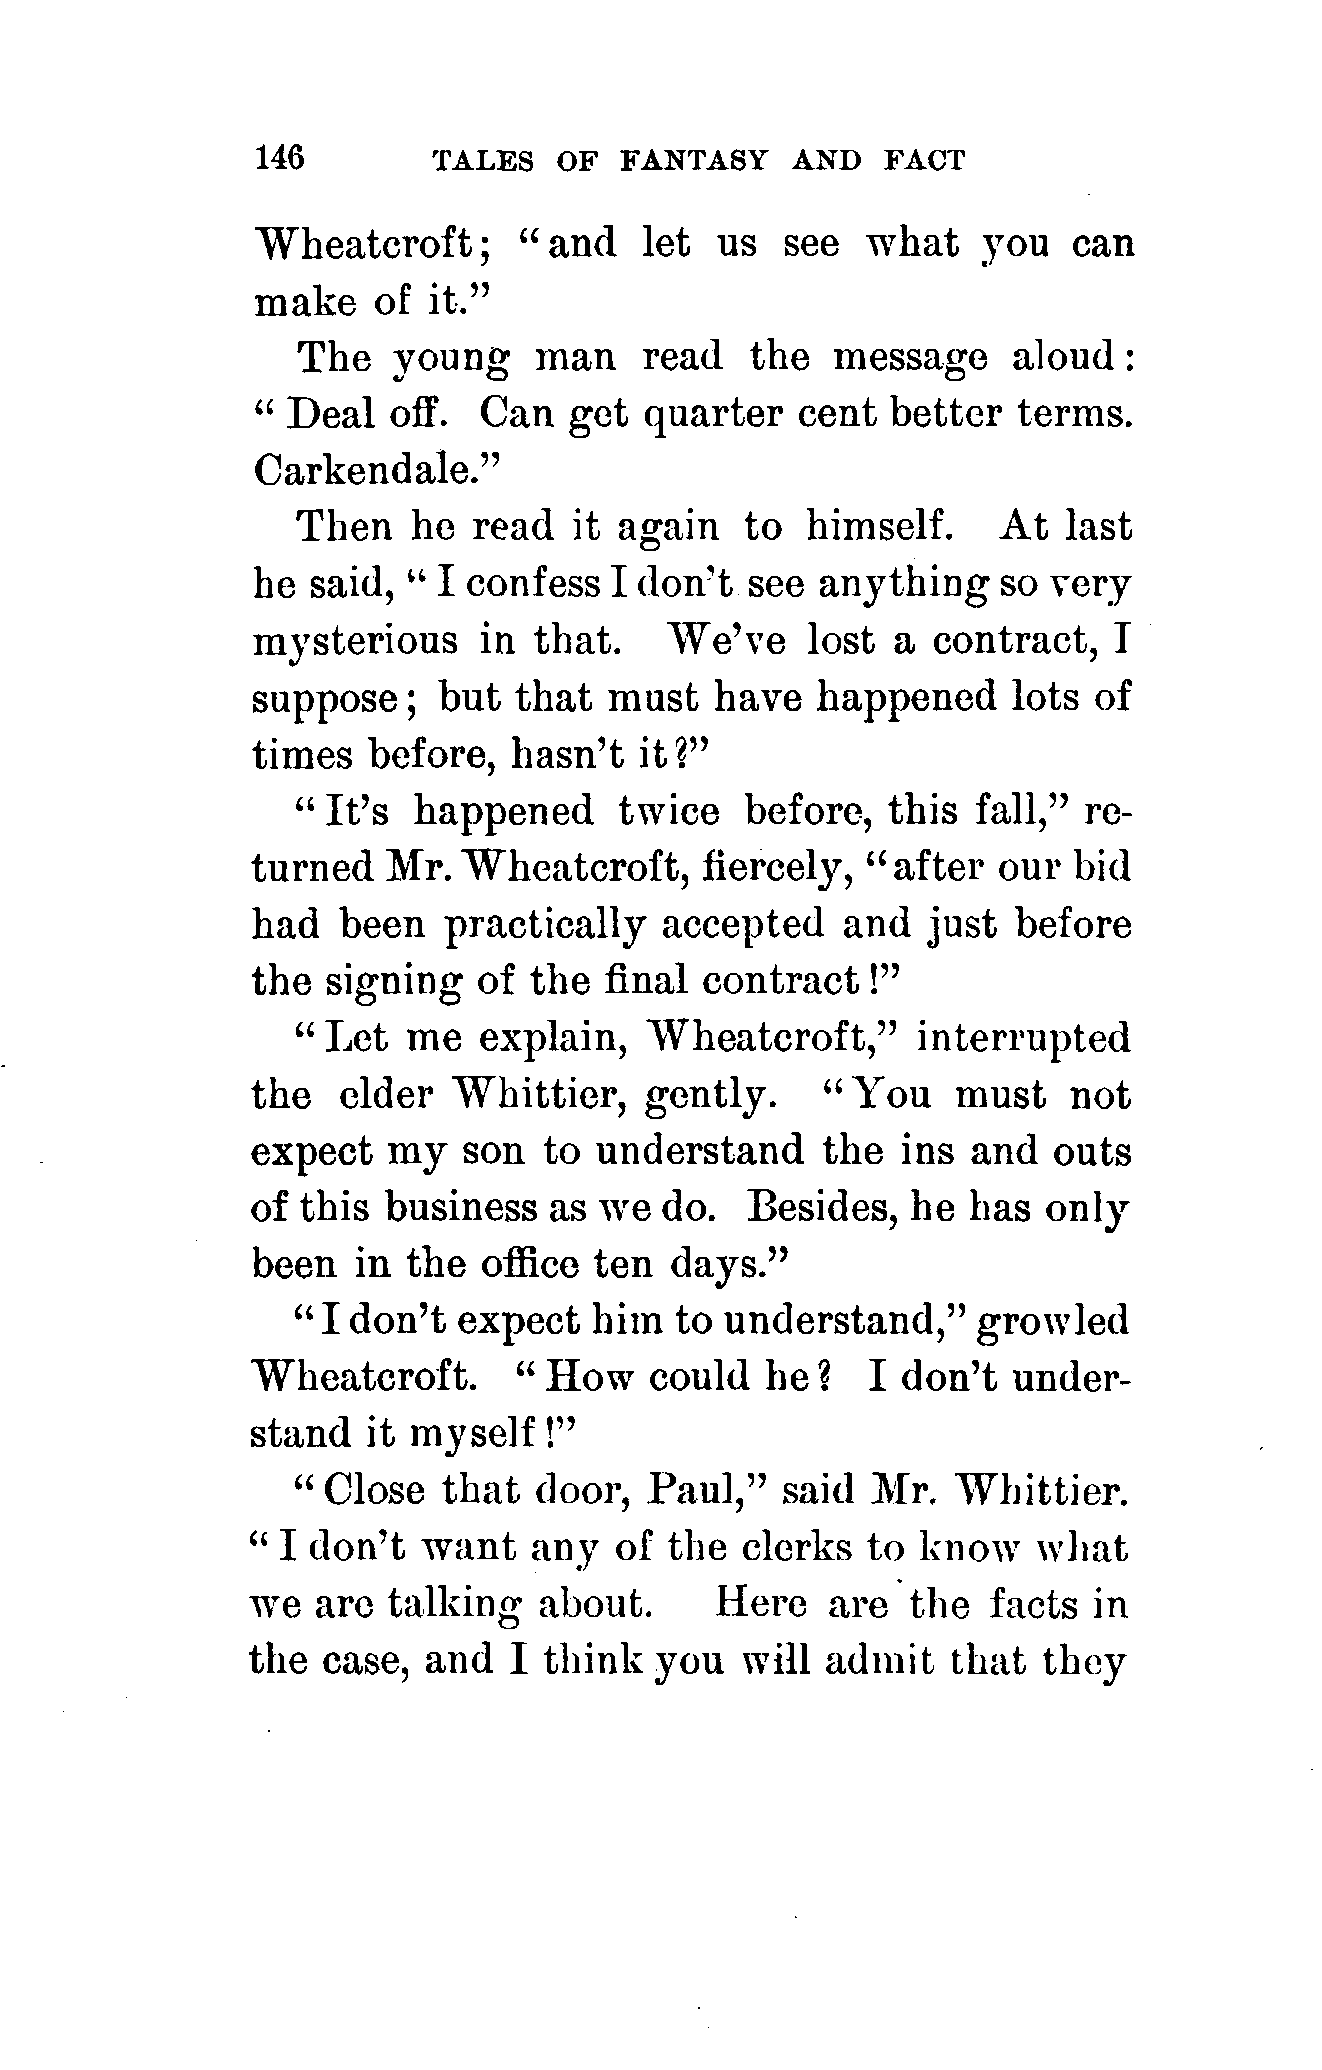 146 TALES OF FANTASY AND FACT
Wheatcroft; “and let us see what you can
make of it.”
The young man read the message aloud:
“Deal off. Can get quarter cent better terms.
Carkendale.”
Then he read it again to himself. At last
he said, “I confess I don’t see anything so very
mysterious in that. We’ve lost a contract, I
suppose; but that must have happened lots of
times before, hasn’t it?”
“It’s happened twice before, this fall,” re-
turned Mr. Wheatcroft, fiercely, “after our bid
had been practically accepted and just before
the signing of the final contract!”
“Let me explain, Wheatcroft,” interrupted
the elder Whittier, gently. “You must not
expect my son to understand the ins and outs
of this business as we do. Besides, he has only
been in the office ten days.”
“I don’t expect him to understand,” growled
Wheatcroft. “How could he? I don’t under-
stand it myself!”
“Close that door, Paul,” said Mr. Whittier.
“I don’t want any of the clerks to know what
we are talking about. Here are the facts in
the case, and I think you will admit that they